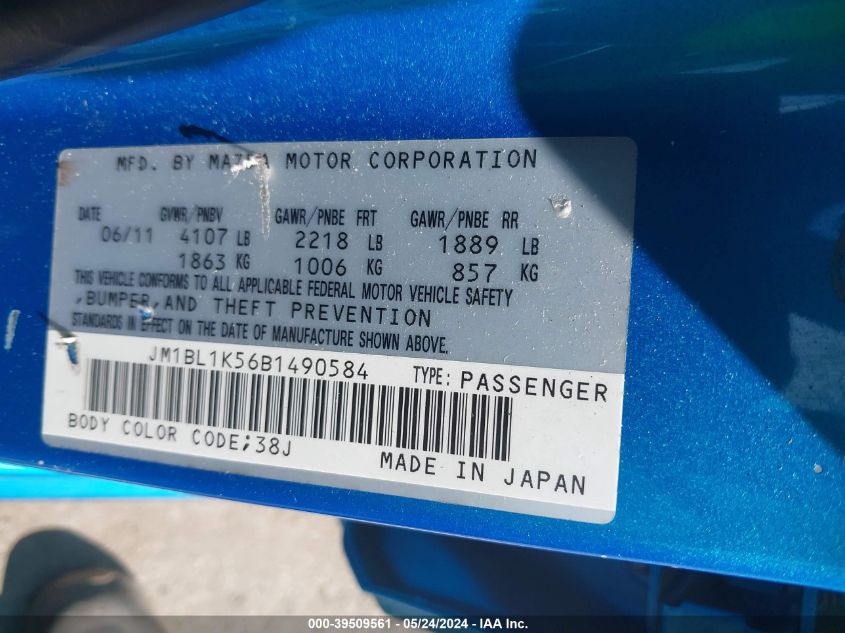 MFD. BY MAZDA MOTOR CORPORATION
DATE GVWR/PNBV GAWR/PNBE FRT GAWR/PNBE RR
06/11 4107 LB 2218 LB 1889 LB
1863 KG 1006 KG 857 KG
THIS VEHICLE CONFORMS TO ALL APPLICABLE FEDERAL MOTOR VEHICLE SAFETY
,BUMPER,AND THEFT PREVENTION
STANDARDS IN EFFECT ON THE DATE OF MANUFACTURE SHOWN ABOVE.
JM1BL1K56B1490584 TYPE: PASSENGER
BODY COLOR CODE;38J
MADE IN JAPAN
000-39509561 - 05/24/2024 - IAA Inc.